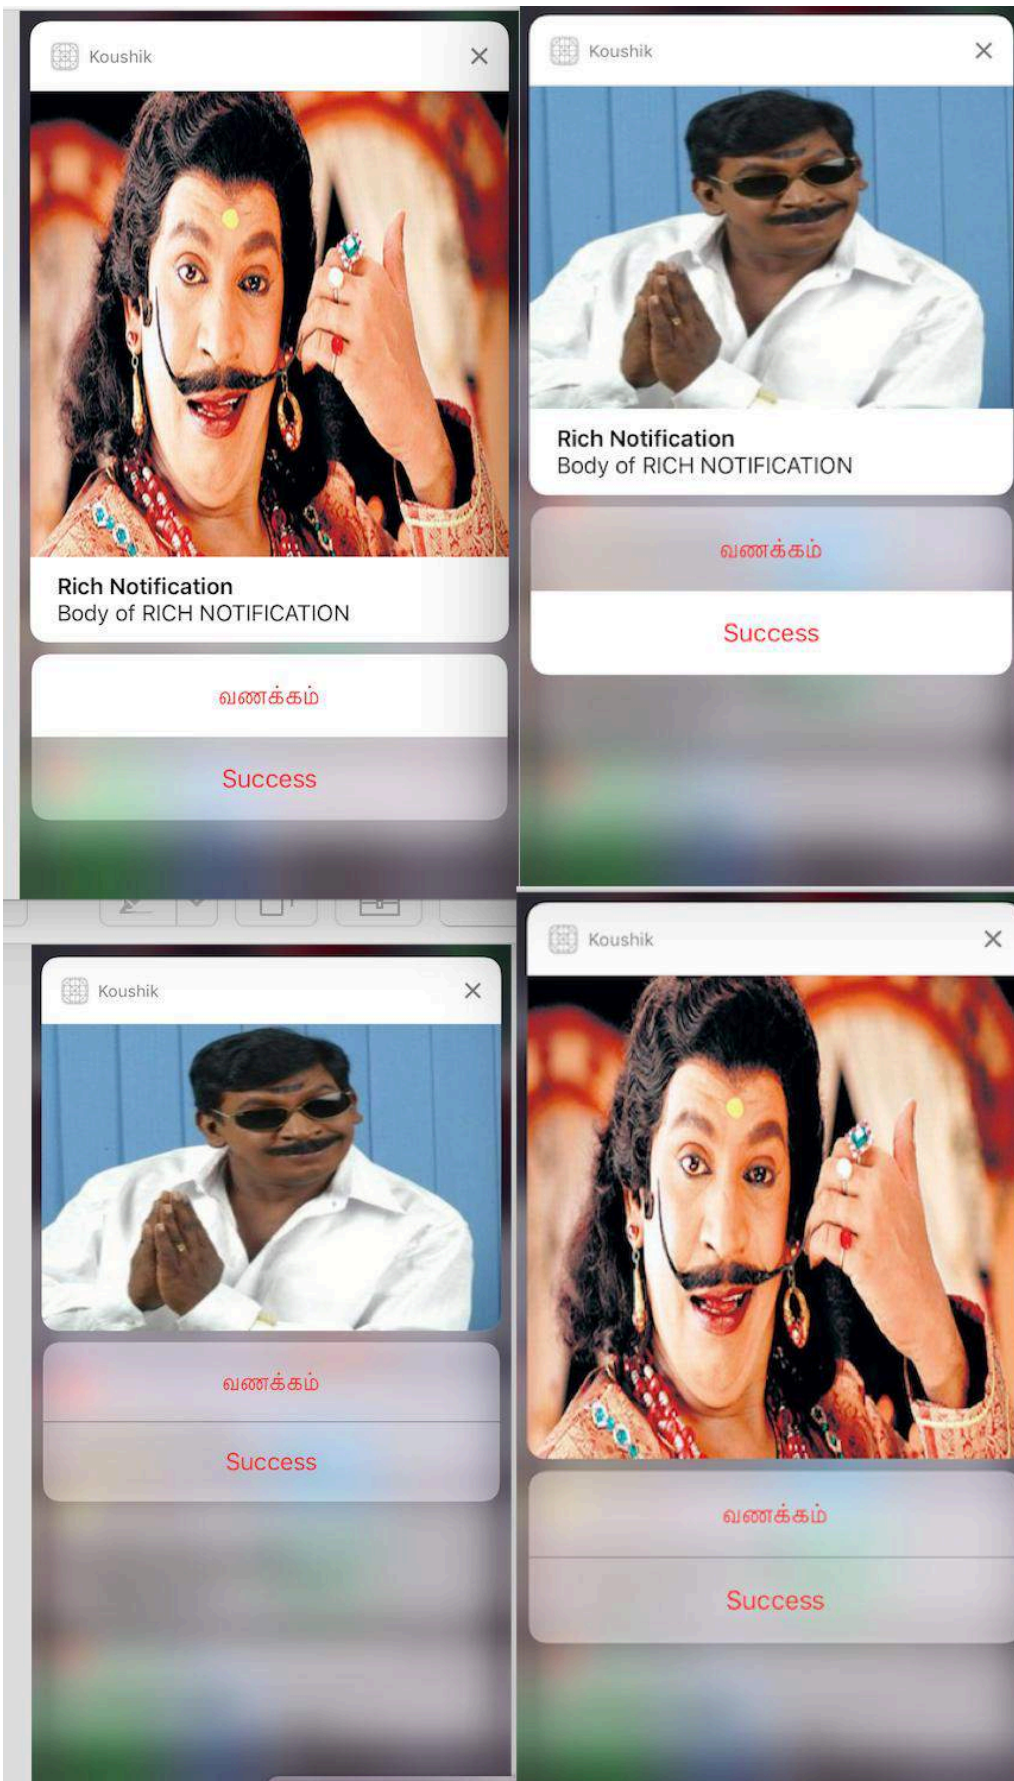 Koushik
Rich Notification
Body of RICH NOTIFICATION
வணக்கம்
Success
Koushik
Rich Notification
Body of RICH NOTIFICATION
வணக்கம்
Success
Koushik
வணக்கம்
Success
Koushik
வணக்கம்
Success